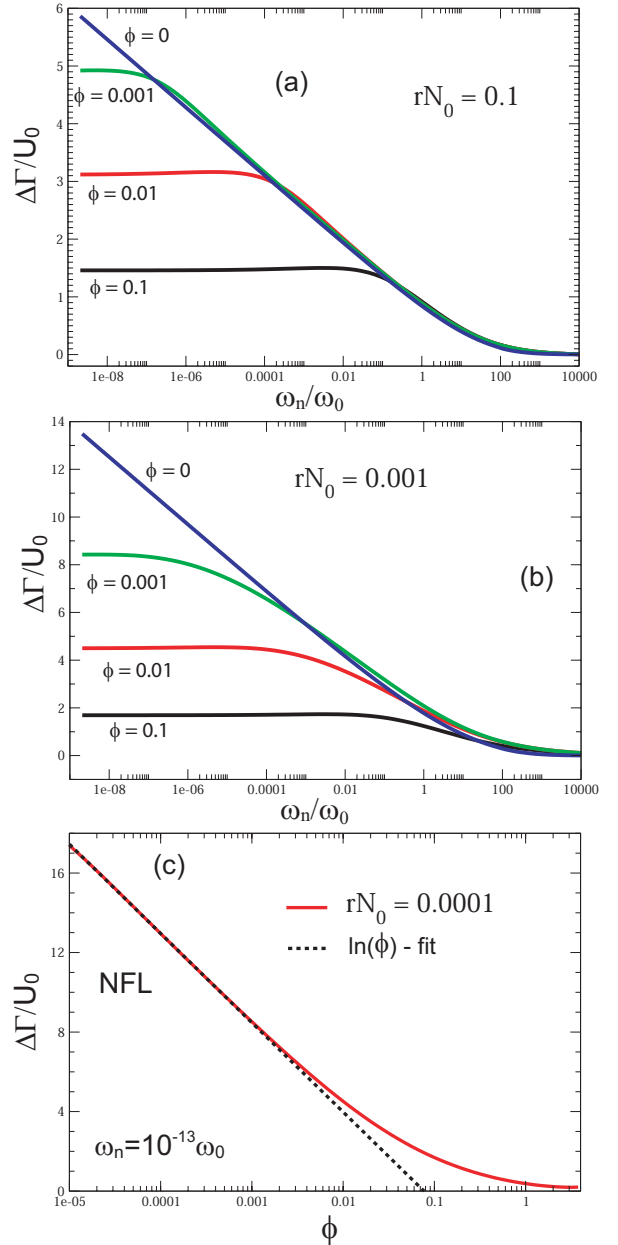 6
5
4
3
2
1
0
ΔΓ/U₀
ϕ = 0
(a)
rN₀ = 0.1
ϕ = 0.001
ϕ = 0.01
ϕ = 0.1
1e-08 1e-06 0.0001 0.01 1 100 10000
ωₙ/ω₀
14
12
10
8
6
4
2
0
ΔΓ/U₀
ϕ = 0
rN₀ = 0.001
ϕ = 0.001
(b)
ϕ = 0.01
ϕ = 0.1
1e-08 1e-06 0.0001 0.01 1 100 10000
ωₙ/ω₀
16
12
8
4
0
ΔΓ/U₀
(c)
rN₀ = 0.0001
ln(ϕ) - fit
NFL
ωₙ=10⁻¹³ω₀
1e-05 0.0001 0.001 0.01 0.1 1
ϕ